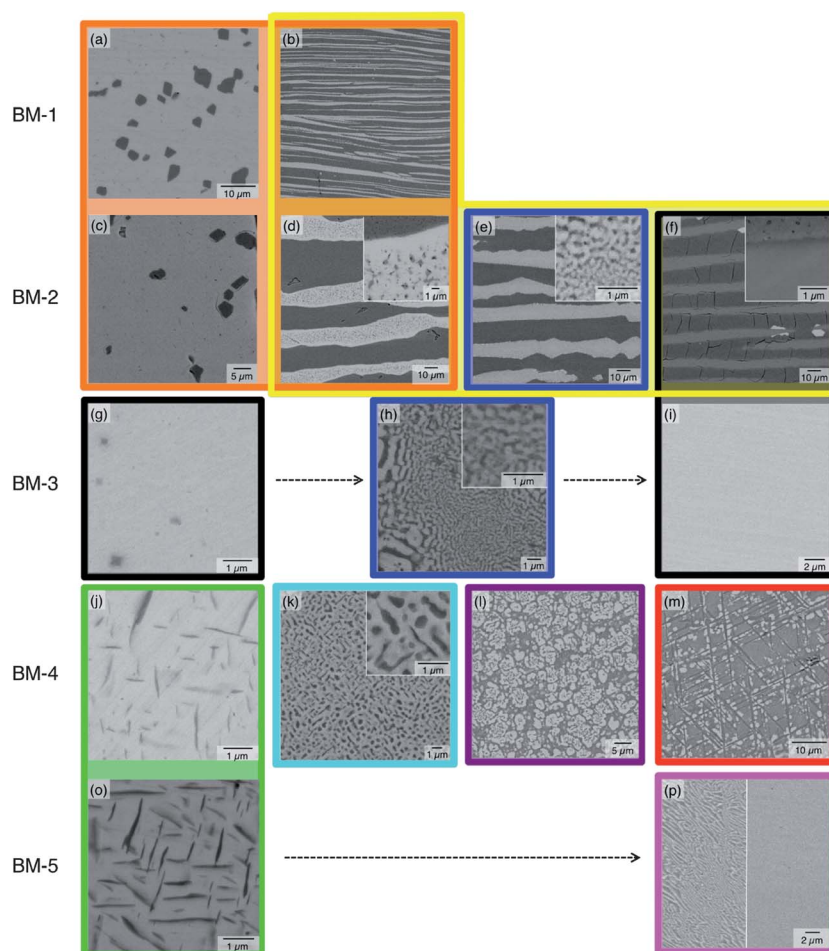 BM-1
(a)
10 µm
(b)
BM-2
(c)
5 µm
(d)
1 µm
10 µm
(e)
1 µm
10 µm
(f)
1 µm
10 µm
BM-3
(g)
1 µm
(h)
1 µm
1 µm
(i)
2 µm
BM-4
(j)
1 µm
(k)
1 µm
1 µm
(l)
5 µm
(m)
10 µm
BM-5
(o)
1 µm
(p)
2 µm